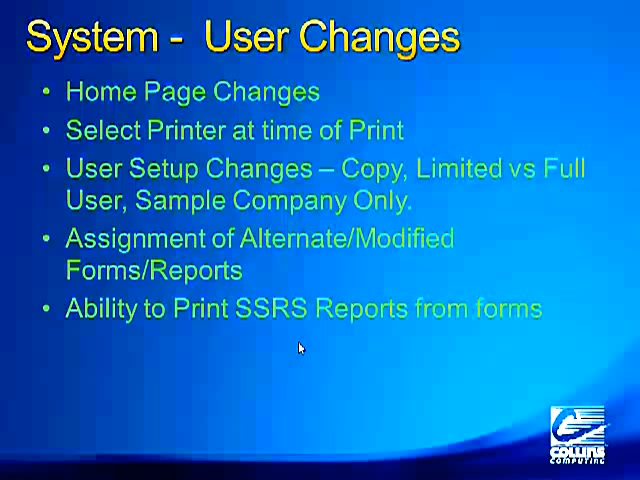 System -  User Changes
• Home Page Changes
• Select Printer at time of Print
• User Setup Changes – Copy, Limited vs Full
User, Sample Company Only.
• Assignment of Alternate/Modified
Forms/Reports
• Ability to Print SSRS Reports from forms
COLLINS
COMPUTING